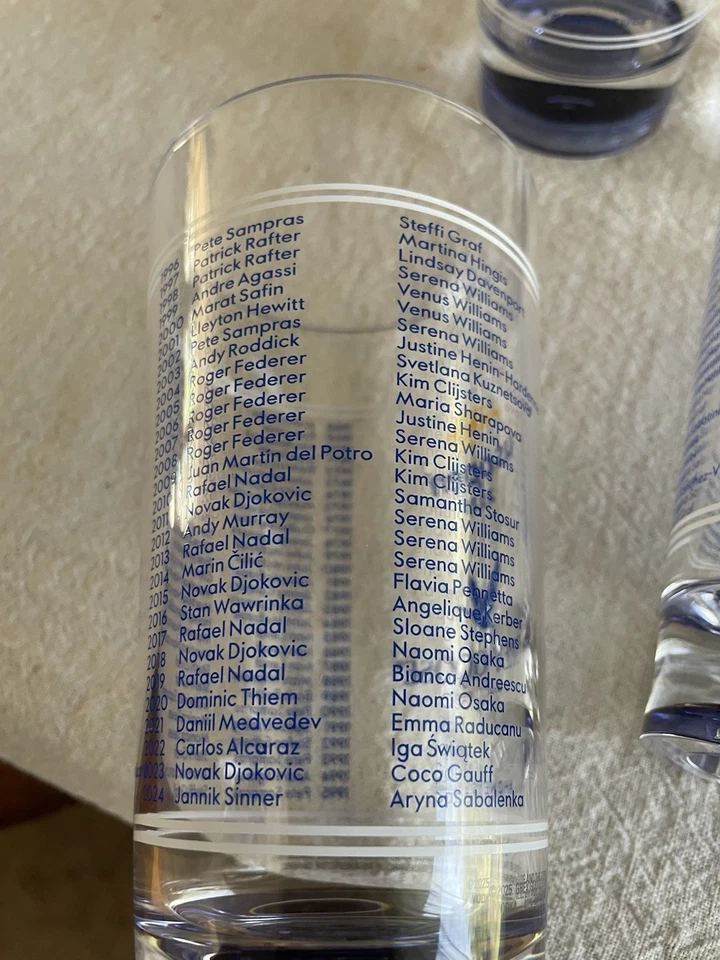 1996 Pete Sampras Steffi Graf
1997 Patrick Rafter Martina Hingis
1998 Patrick Rafter Lindsay Davenport
1999 Andre Agassi Serena Williams
2000 Marat Safin Venus Williams
2001 Lleyton Hewitt Venus Williams
2002 Pete Sampras Serena Williams
2003 Andy Roddick Justine Henin-Hardenne
2004 Roger Federer Svetlana Kuznetsova
2005 Roger Federer Kim Clijsters
2006 Roger Federer Maria Sharapova
2007 Roger Federer Justine Henin
2008 Roger Federer Serena Williams
2009 Juan Martín del Potro Kim Clijsters
2010 Rafael Nadal Kim Clijsters
2011 Novak Djokovic Samantha Stosur
2012 Andy Murray Serena Williams
2013 Rafael Nadal Serena Williams
2014 Marin Čilić Serena Williams
2015 Novak Djokovic Flavia Pennetta
2016 Stan Wawrinka Angelique Kerber
2017 Rafael Nadal Sloane Stephens
2018 Novak Djokovic Naomi Osaka
2019 Rafael Nadal Bianca Andreescu
2020 Dominic Thiem Naomi Osaka
2021 Daniil Medvedev Emma Raducanu
2022 Carlos Alcaraz Iga Świątek
2023 Novak Djokovic Coco Gauff
2024 Jannik Sinner Aryna Sabalenka